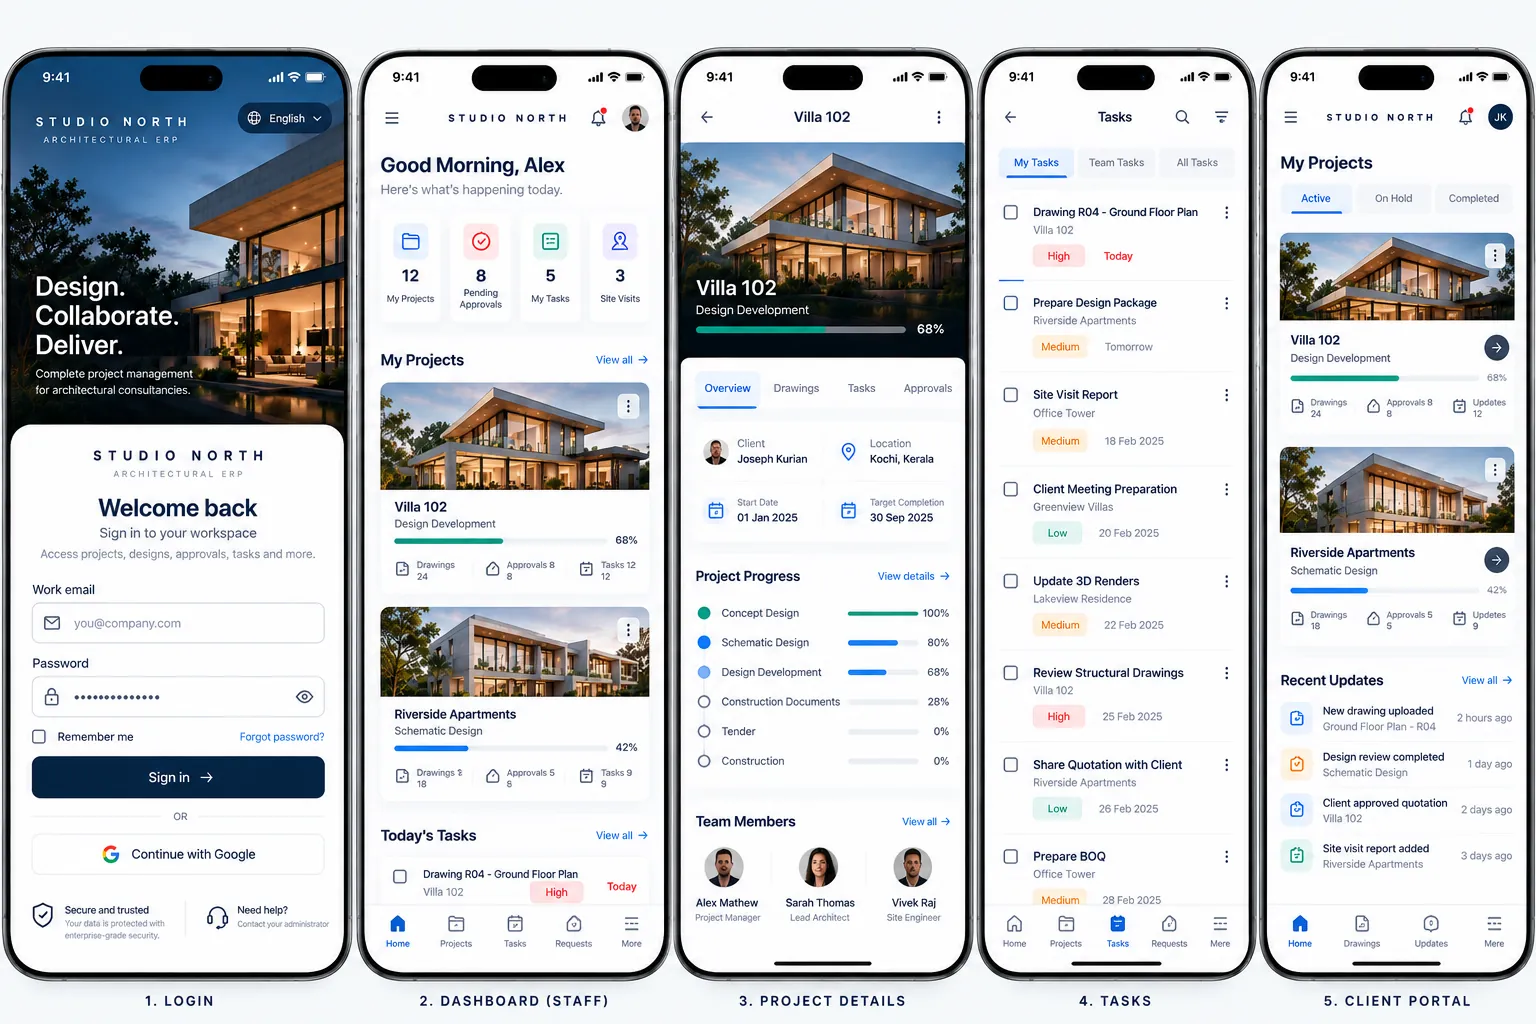 9:41
STUDIO NORTH
ARCHITECTURAL ERP
English
Design.
Collaborate.
Deliver.
Complete project management
for architectural consultancies.
STUDIO NORTH
ARCHITECTURAL ERP
Welcome back
Sign in to your workspace
Access projects, designs, approvals, tasks and more.
Work email
you@company.com
Password
••••••••••••••
Remember me
Forgot password?
Sign in →
OR
Continue with Google
Secure and trusted
Your data is protected with
enterprise-grade security.
Need help?
Contact your administrator
1. LOGIN
9:41
STUDIO NORTH
Good Morning, Alex
Here's what's happening today.
12
My Projects
8
Pending
Approvals
5
My Tasks
3
Site Visits
My Projects
View all →
Villa 102
Design Development
68%
Drawings
24
Approvals 8
8
Tasks 12
12
Riverside Apartments
Schematic Design
42%
Drawings
18
Approvals 5
5
Tasks 9
9
Today's Tasks
View all →
Drawing R04 - Ground Floor Plan
Villa 102
High
Today
Home
Projects
Tasks
Requests
More
2. DASHBOARD (STAFF)
9:41
Villa 102
Villa 102
Design Development
68%
Overview
Drawings
Tasks
Approvals
Client
Joseph Kurian
Location
Kochi, Kerala
Start Date
01 Jan 2025
Target Completion
30 Sep 2025
Project Progress
View details →
Concept Design 100%
Schematic Design 80%
Design Development 68%
Construction Documents 28%
Tender 0%
Construction 0%
Team Members
View all →
Alex Mathew
Project Manager
Sarah Thomas
Lead Architect
Vivek Raj
Site Engineer
3. PROJECT DETAILS
9:41
Tasks
My Tasks
Team Tasks
All Tasks
Drawing R04 - Ground Floor Plan
Villa 102
High Today
Prepare Design Package
Riverside Apartments
Medium Tomorrow
Site Visit Report
Office Tower
Medium 18 Feb 2025
Client Meeting Preparation
Greenview Villas
Low 20 Feb 2025
Update 3D Renders
Lakeview Residence
Medium 22 Feb 2025
Review Structural Drawings
Villa 102
High 25 Feb 2025
Share Quotation with Client
Riverside Apartments
Low 26 Feb 2025
Prepare BOQ
Office Tower
Medium 28 Feb 2025
Home
Projects
Tasks
Requests
More
4. TASKS
9:41
STUDIO NORTH
JK
My Projects
Active
On Hold
Completed
Villa 102
Design Development
68%
Drawings
24
Approvals 8
8
Updates
12
Riverside Apartments
Schematic Design
42%
Drawings
18
Approvals 5
5
Updates
9
Recent Updates
View all →
New drawing uploaded
Ground Floor Plan - R04
2 hours ago
Design review completed
Schematic Design
1 day ago
Client approved quotation
Villa 102
2 days ago
Site visit report added
Riverside Apartments
3 days ago
Home
Drawings
Updates
Mere
5. CLIENT PORTAL